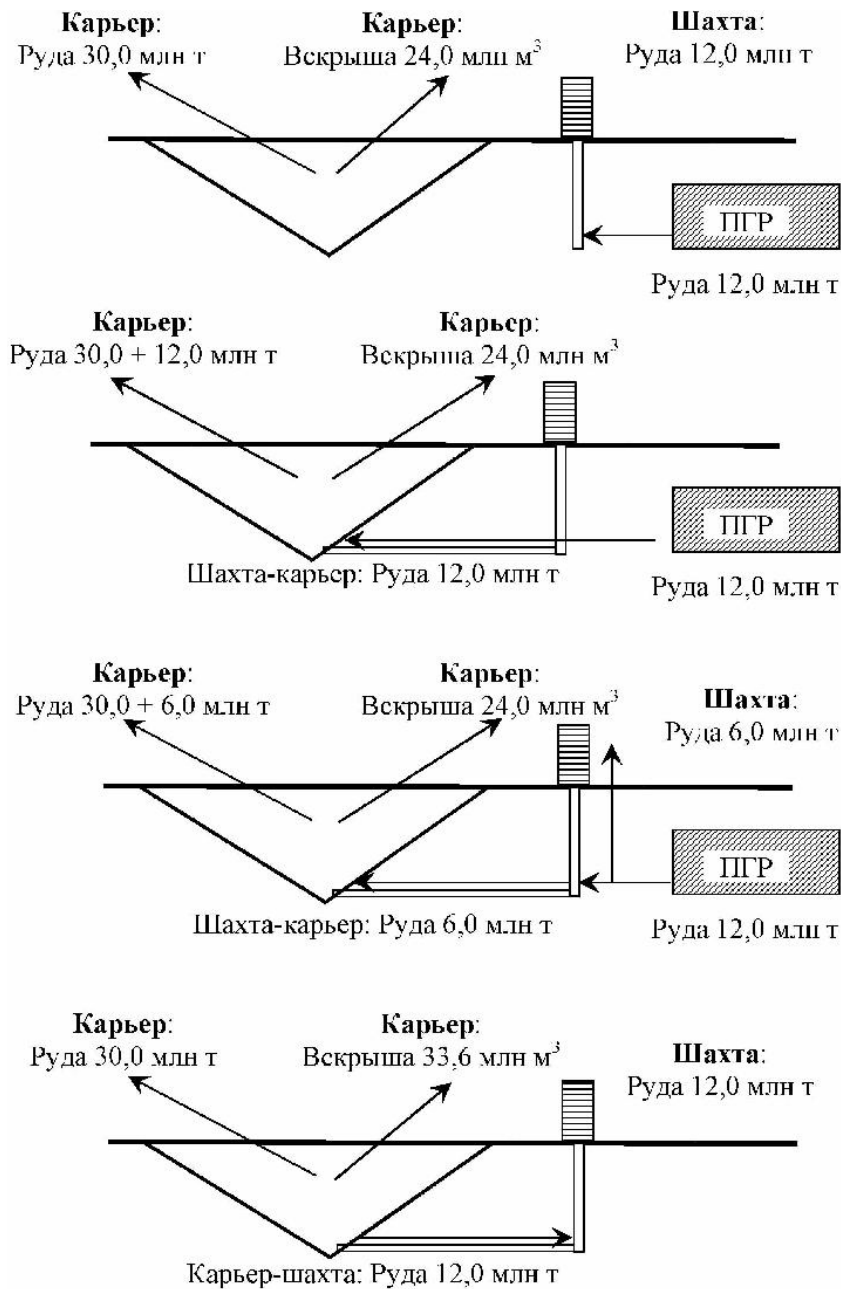 Карьер:
Руда 30,0 млн т
Карьер:
Вскрыша 24,0 млн м³
Шахта:
Руда 12,0 млн т
ПГР
Руда 12,0 млн т
Карьер:
Руда 30,0 + 12,0 млн т
Карьер:
Вскрыша 24,0 млн м³
ПГР
Шахта-карьер: Руда 12,0 млн т
Руда 12,0 млн т
Карьер:
Руда 30,0 + 6,0 млн т
Карьер:
Вскрыша 24,0 млн м³
Шахта:
Руда 6,0 млн т
ПГР
Шахта-карьер: Руда 6,0 млн т
Руда 12,0 млн т
Карьер:
Руда 30,0 млн т
Карьер:
Вскрыша 33,6 млн м³
Шахта:
Руда 12,0 млн т
Карьер-шахта: Руда 12,0 млн т